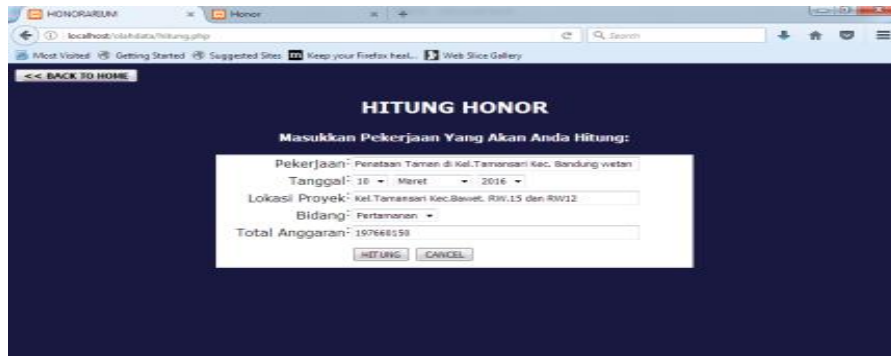 HONORARIUM
Honor
localhost/olahdata/hitung.php
Search
Most Visited Getting Started Suggested Sites Keep your Firefox heal... Web Slice Gallery
<< BACK TO HOME
HITUNG HONOR
Masukkan Pekerjaan Yang Akan Anda Hitung:
Pekerjaan: Penataan Taman di Kel.Tamansari Kec. Bandung wetan
Tanggal: Maret 2016
Lokasi Proyek: Kel.Tamansari Kec.Bawet. RW.15 dan RW12
Bidang: Pertamanan
Total Anggaran:
HITUNG CANCEL